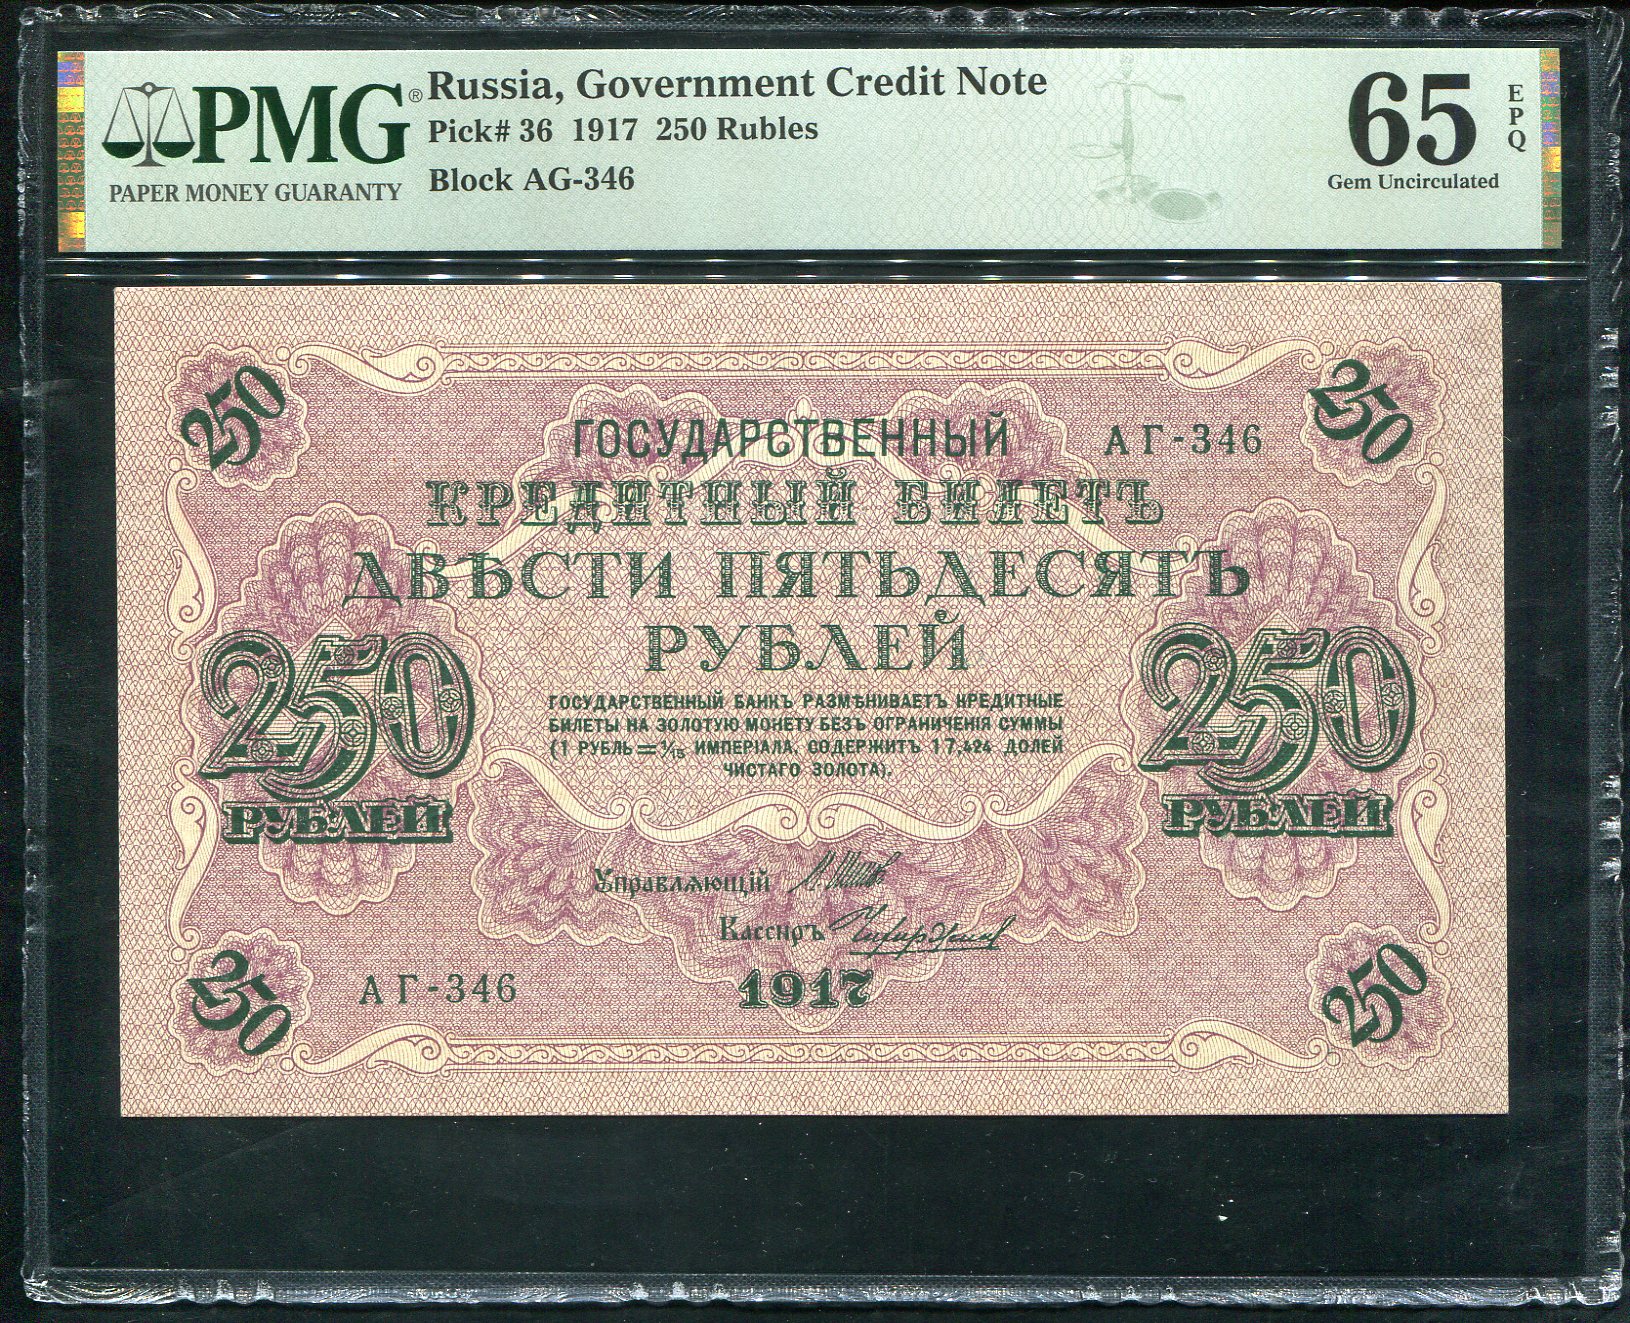 PMG®
PAPER MONEY GUARANTY
Russia, Government Credit Note
Pick# 36 1917 250 Rubles
Block AG-346
65
EPQ
Gem Uncirculated
250
250
ГОСУДАРСТВЕННЫЙ
АГ-346
КРЕДИТНЫЙ БИЛЕТЪ
ДВѢСТИ ПЯТЬДЕСЯТЪ
РУБЛЕЙ
250
РУБЛЕЙ
ГОСУДАРСТВЕННЫЙ БАНКЪ РАЗМѢНИВАЕТЪ КРЕДИТНЫЕ
БИЛЕТЫ НА ЗОЛОТУЮ МОНЕТУ БЕЗЪ ОГРАНИЧЕНІЯ СУММЫ
(1 РУБЛЬ = 1/15 ИМПЕРІАЛА, СОДЕРЖИТЪ 17,424 ДОЛЕЙ
ЧИСТАГО ЗОЛОТА).
250
РУБЛЕЙ
Управляющій
Кассиръ
1917
250
АГ-346
250